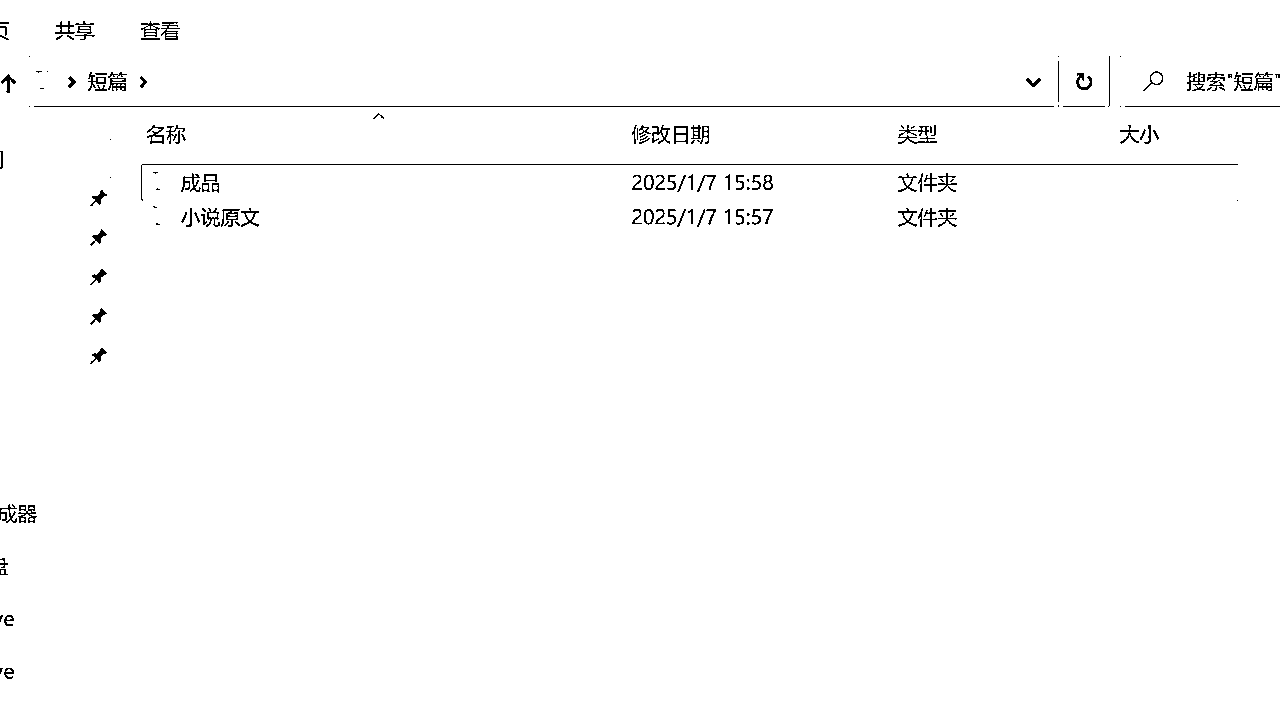 页 共享 查看
短篇
搜索"短篇"
名称 修改日期 类型 大小
成品 2025/1/7 15:58 文件夹
小说原文 2025/1/7 15:57 文件夹
成器
盘
ve
ve